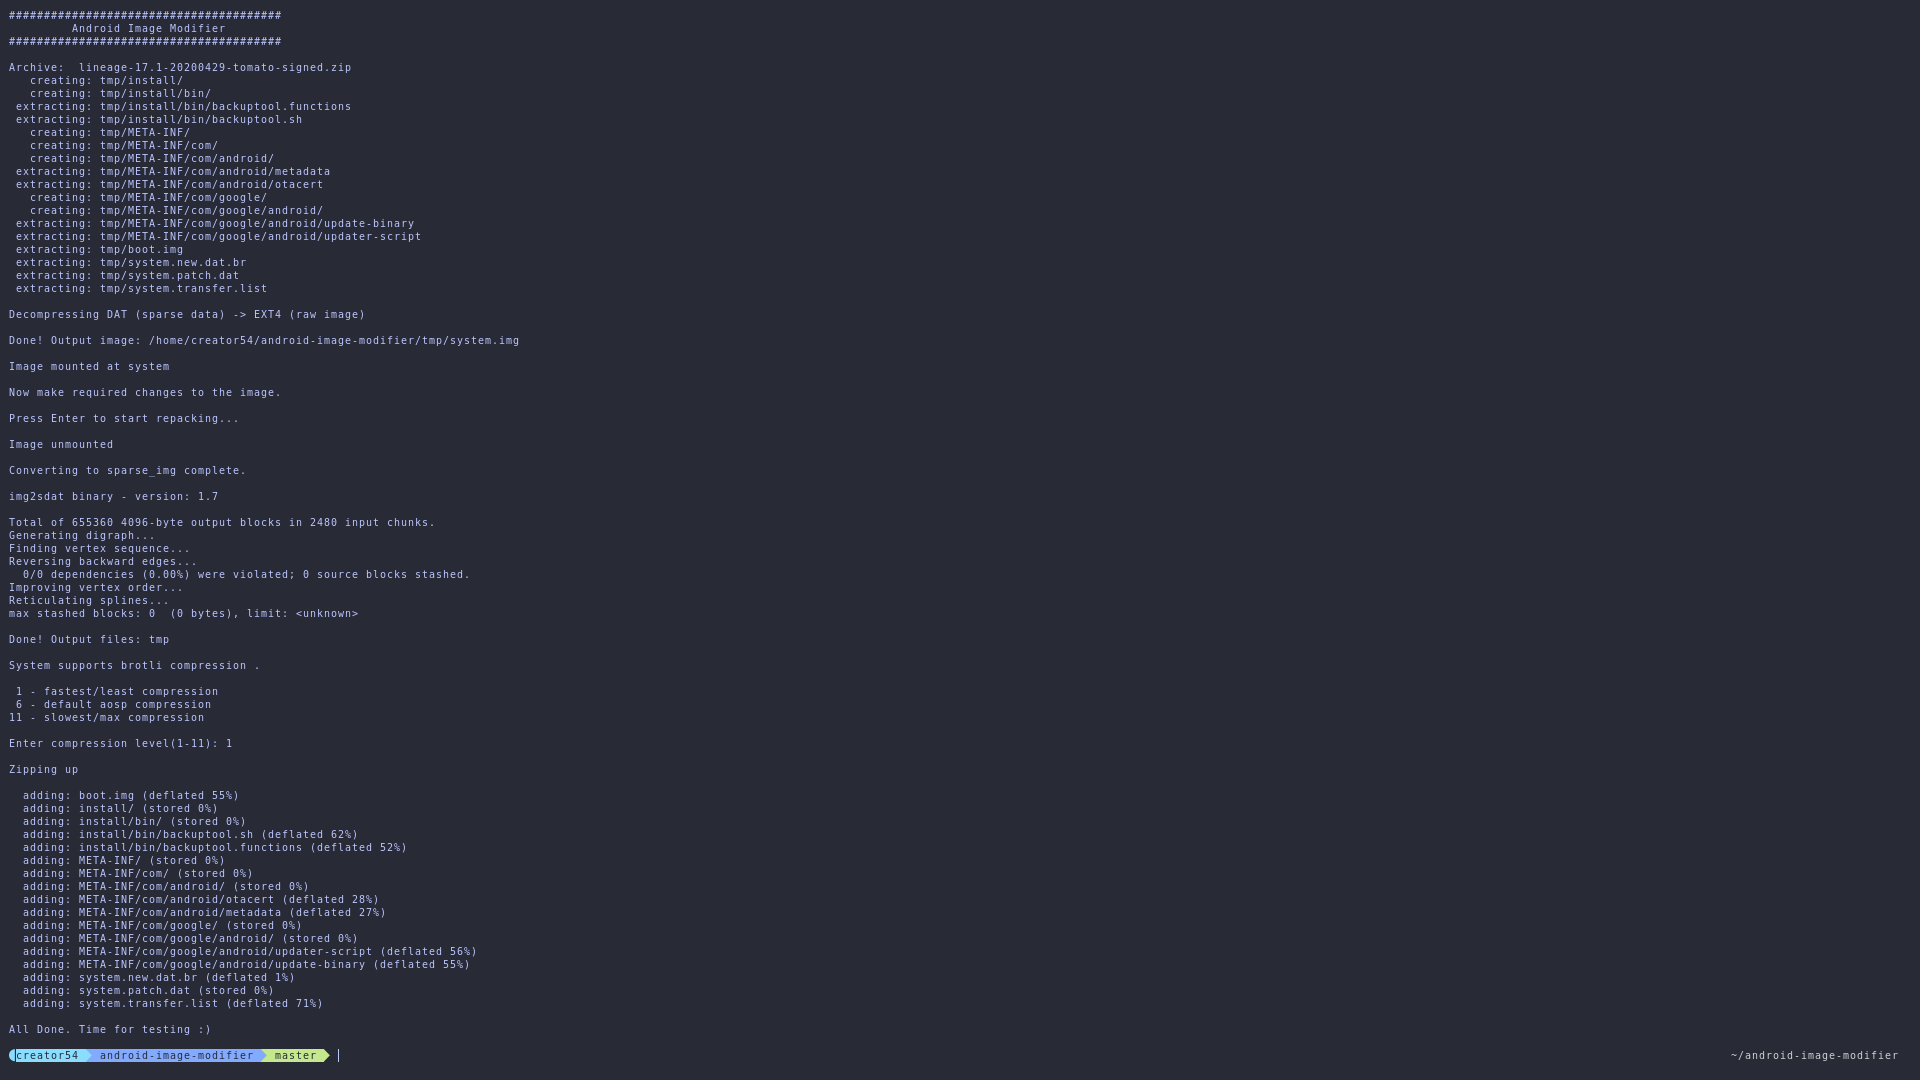 #######################################
         Android Image Modifier
#######################################

Archive:  lineage-17.1-20200429-tomato-signed.zip
   creating: tmp/install/
   creating: tmp/install/bin/
 extracting: tmp/install/bin/backuptool.functions
 extracting: tmp/install/bin/backuptool.sh
   creating: tmp/META-INF/
   creating: tmp/META-INF/com/
   creating: tmp/META-INF/com/android/
 extracting: tmp/META-INF/com/android/metadata
 extracting: tmp/META-INF/com/android/otacert
   creating: tmp/META-INF/com/google/
   creating: tmp/META-INF/com/google/android/
 extracting: tmp/META-INF/com/google/android/update-binary
 extracting: tmp/META-INF/com/google/android/updater-script
 extracting: tmp/boot.img
 extracting: tmp/system.new.dat.br
 extracting: tmp/system.patch.dat
 extracting: tmp/system.transfer.list

Decompressing DAT (sparse data) -> EXT4 (raw image)

Done! Output image: /home/creator54/android-image-modifier/tmp/system.img

Image mounted at system

Now make required changes to the image.

Press Enter to start repacking...

Image unmounted

Converting to sparse_img complete.

img2sdat binary - version: 1.7

Total of 655360 4096-byte output blocks in 2480 input chunks.
Generating digraph...
Finding vertex sequence...
Reversing backward edges...
  0/0 dependencies (0.00%) were violated; 0 source blocks stashed.
Improving vertex order...
Reticulating splines...
max stashed blocks: 0  (0 bytes), limit: <unknown>

Done! Output files: tmp

System supports brotli compression .

 1 - fastest/least compression
 6 - default aosp compression
11 - slowest/max compression

Enter compression level(1-11): 1

Zipping up

  adding: boot.img (deflated 55%)
  adding: install/ (stored 0%)
  adding: install/bin/ (stored 0%)
  adding: install/bin/backuptool.sh (deflated 62%)
  adding: install/bin/backuptool.functions (deflated 52%)
  adding: META-INF/ (stored 0%)
  adding: META-INF/com/ (stored 0%)
  adding: META-INF/com/android/ (stored 0%)
  adding: META-INF/com/android/otacert (deflated 28%)
  adding: META-INF/com/android/metadata (deflated 27%)
  adding: META-INF/com/google/ (stored 0%)
  adding: META-INF/com/google/android/ (stored 0%)
  adding: META-INF/com/google/android/updater-script (deflated 56%)
  adding: META-INF/com/google/android/update-binary (deflated 55%)
  adding: system.new.dat.br (deflated 1%)
  adding: system.patch.dat (stored 0%)
  adding: system.transfer.list (deflated 71%)

All Done. Time for testing :)

creator54 android-image-modifier master ~/android-image-modifier